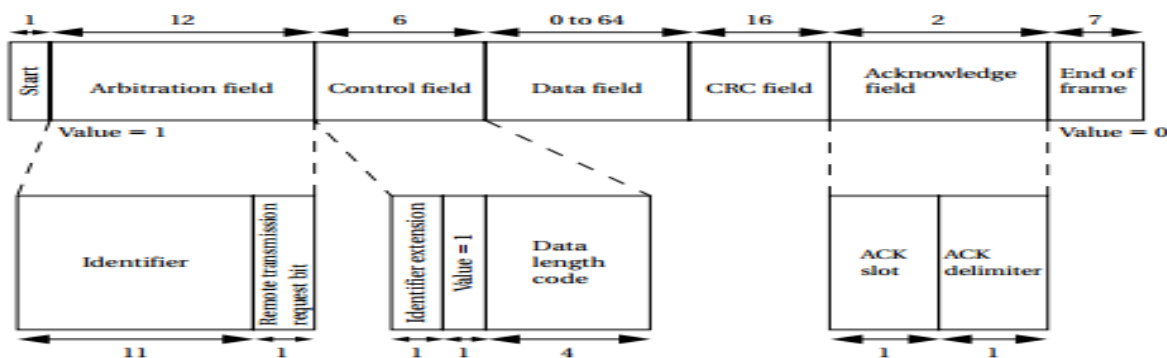 1 12 6 0 to 64 16 2 7
Start
Arbitration field
Control field
Data field
CRC field
Acknowledge
field
End of
frame
Value = 1
Value = 0
Identifier
Remote transmission
request bit
Identifier extension
Value = 1
Data
length
code
ACK
slot
ACK
delimiter
11 1 1 1 4 1 1